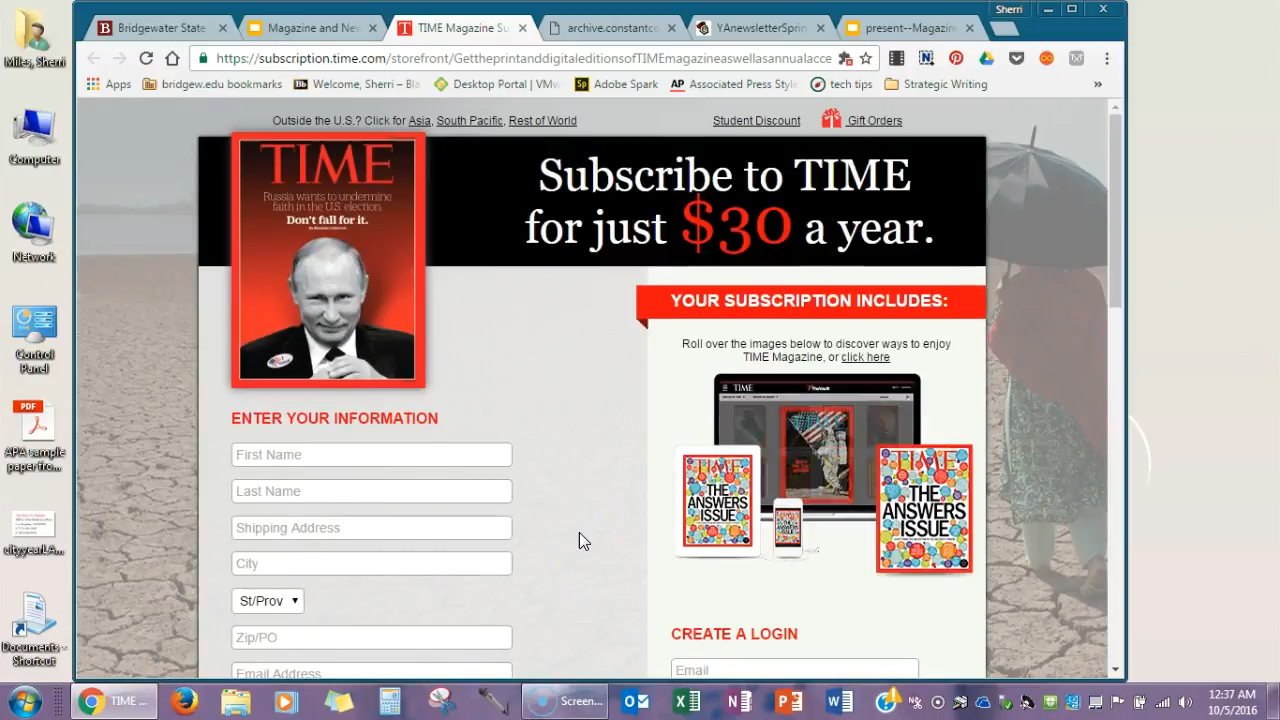 Sherri
Bridgewater State
Magazine and Nev
TIME Magazine Su
archive.constantco
YAnewsletterSprin
present--Magazin
https://subscription.time.com/storefront/GettheprintanddigitaleditionsofTIMEmagazineaswellasannualacce
Apps
bridgew.edu bookmarks
Welcome, Sherri – Bla
Desktop Portal | VMw
Adobe Spark
Associated Press Style
tech tips
Strategic Writing
»
Outside the U.S.? Click for Asia, South Pacific, Rest of World
Student Discount
Gift Orders
TIME
Russia wants to undermine
faith in the U.S. election.
Don't fall for it.
Subscribe to TIME
for just $30 a year.
YOUR SUBSCRIPTION INCLUDES:
Roll over the images below to discover ways to enjoy
TIME Magazine, or click here
TIME
TheVault
TIME
THE
ANSWERS
ISSUE
TIME
THE
ANSWERS
ISSUE
ENTER YOUR INFORMATION
First Name
Last Name
Shipping Address
City
St/Prov
Zip/PO
Email Address
CREATE A LOGIN
Email
Miles, Sherri
Computer
Network
Control
Panel
PDF
APA sample
paper fro...
cityyearLA...
Documents -
Shortcut
TIME ...
Screen...
12:37 AM
10/5/2016